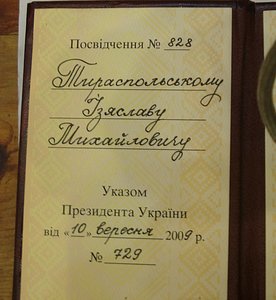 Посвідчення № 828
Тираспольському
Ізяславу
Михайловичу
Указом
Президента України
від «10» вересня 2009 р.
№ 729